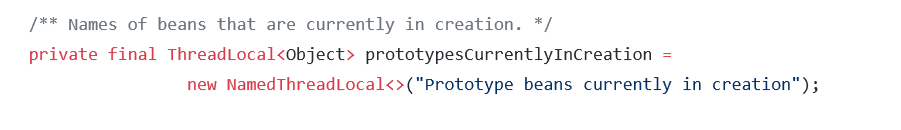 /** Names of beans that are currently in creation. */
private final ThreadLocal<Object> prototypesCurrentlyInCreation =
new NamedThreadLocal<>("Prototype beans currently in creation");